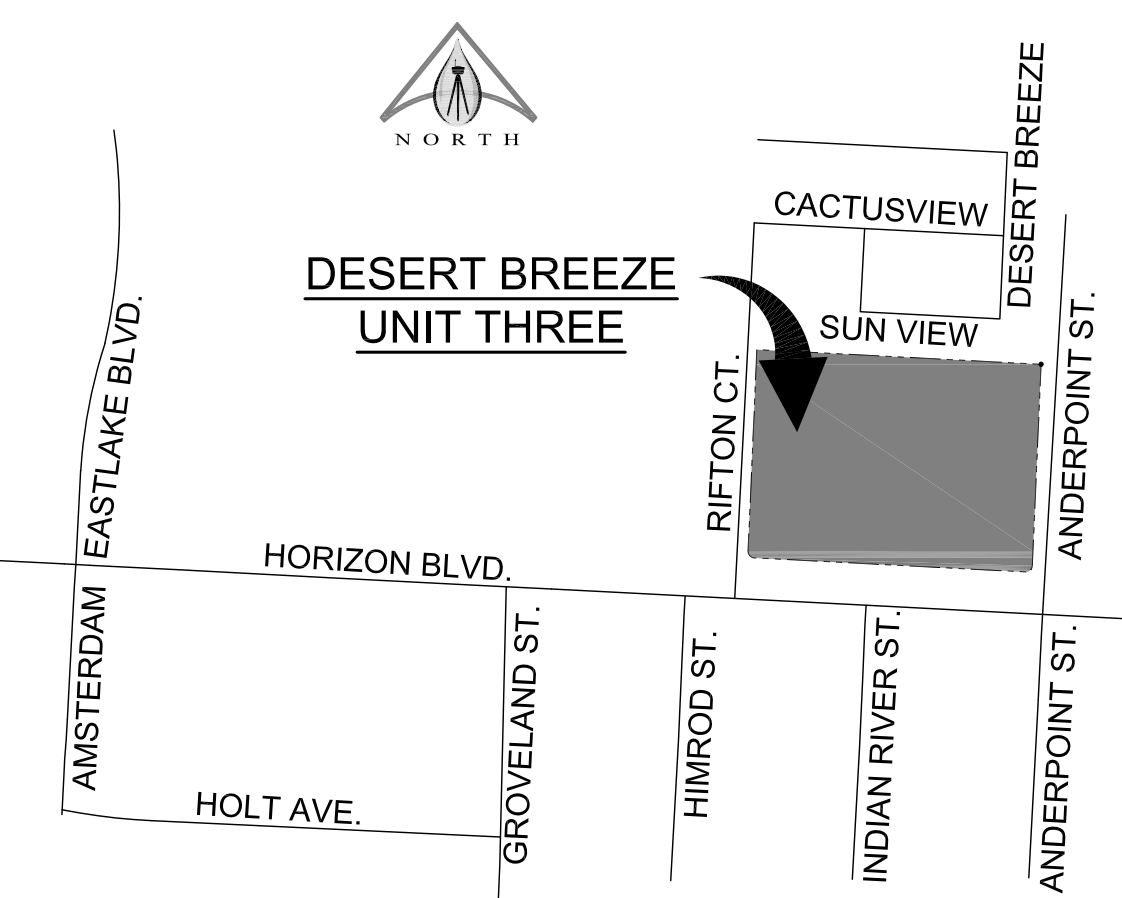 NORTH
DESERT BREEZE
CACTUSVIEW
DESERT BREEZE
UNIT THREE
SUN VIEW
ANDERPOINT ST.
EASTLAKE BLVD.
RIFTON CT.
HORIZON BLVD.
AMSTERDAM
GROVELAND ST.
HIMROD ST.
INDIAN RIVER ST.
ANDERPOINT ST.
HOLT AVE.